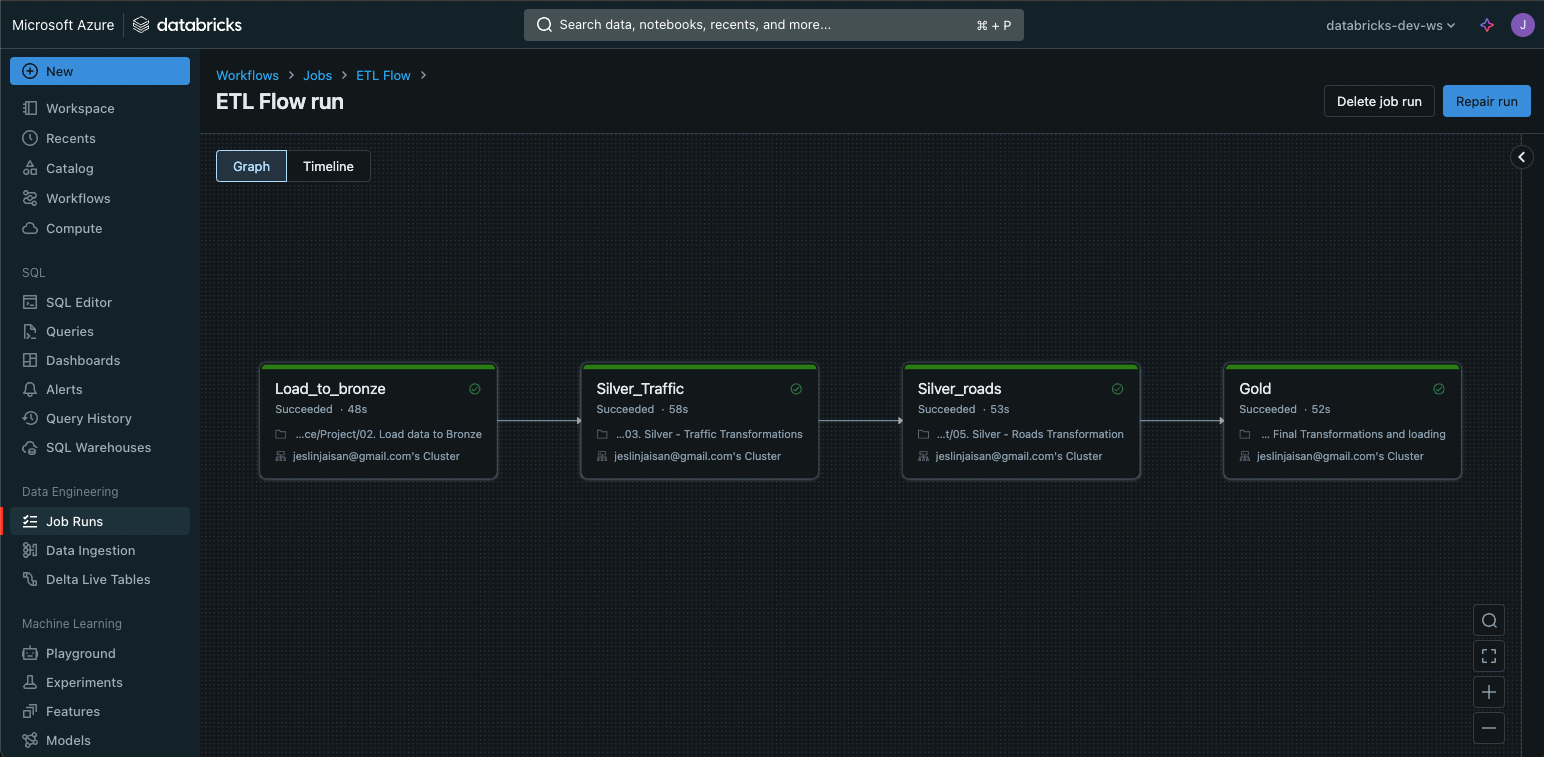 Microsoft Azure databricks
Search data, notebooks, recents, and more... ⌘ + P
databricks-dev-ws
J
New
Workspace
Recents
Catalog
Workflows
Compute
SQL
SQL Editor
Queries
Dashboards
Alerts
Query History
SQL Warehouses
Data Engineering
Job Runs
Data Ingestion
Delta Live Tables
Machine Learning
Playground
Experiments
Features
Models
Workflows > Jobs > ETL Flow >
ETL Flow run
Delete job run
Repair run
Graph
Timeline
Load_to_bronze
Succeeded · 48s
...ce/Project/02. Load data to Bronze
jeslinjaisan@gmail.com's Cluster
Silver_Traffic
Succeeded · 58s
...03. Silver - Traffic Transformations
jeslinjaisan@gmail.com's Cluster
Silver_roads
Succeeded · 53s
...t/05. Silver - Roads Transformation
jeslinjaisan@gmail.com's Cluster
Gold
Succeeded · 52s
... Final Transformations and loading
jeslinjaisan@gmail.com's Cluster